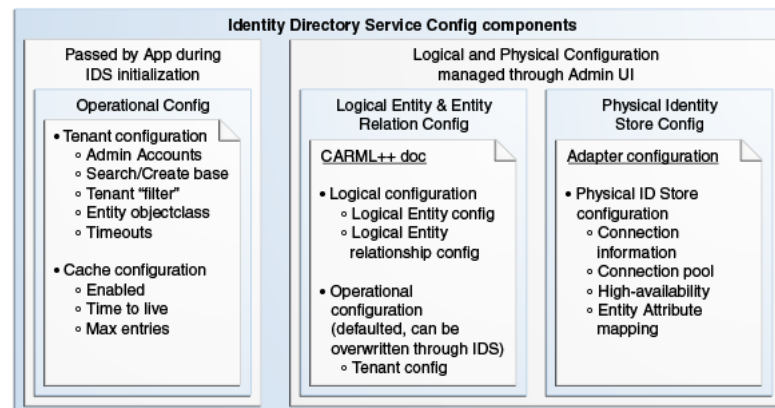 Identity Directory Service Config components
Passed by App during
IDS initialization
Operational Config
• Tenant configuration
◦ Admin Accounts
◦ Search/Create base
◦ Tenant “filter”
◦ Entity objectclass
◦ Timeouts
• Cache configuration
◦ Enabled
◦ Time to live
◦ Max entries
Logical and Physical Configuration
managed through Admin UI
Logical Entity & Entity
Relation Config
CARML++ doc
• Logical configuration
◦ Logical Entity config
◦ Logical Entity
relationship config
• Operational
configuration
(defaulted, can be
overwritten through IDS)
◦ Tenant config
Physical Identity
Store Config
Adapter configuration
• Physical ID Store
configuration
◦ Connection
information
◦ Connection pool
◦ High-availability
◦ Entity Attribute
mapping